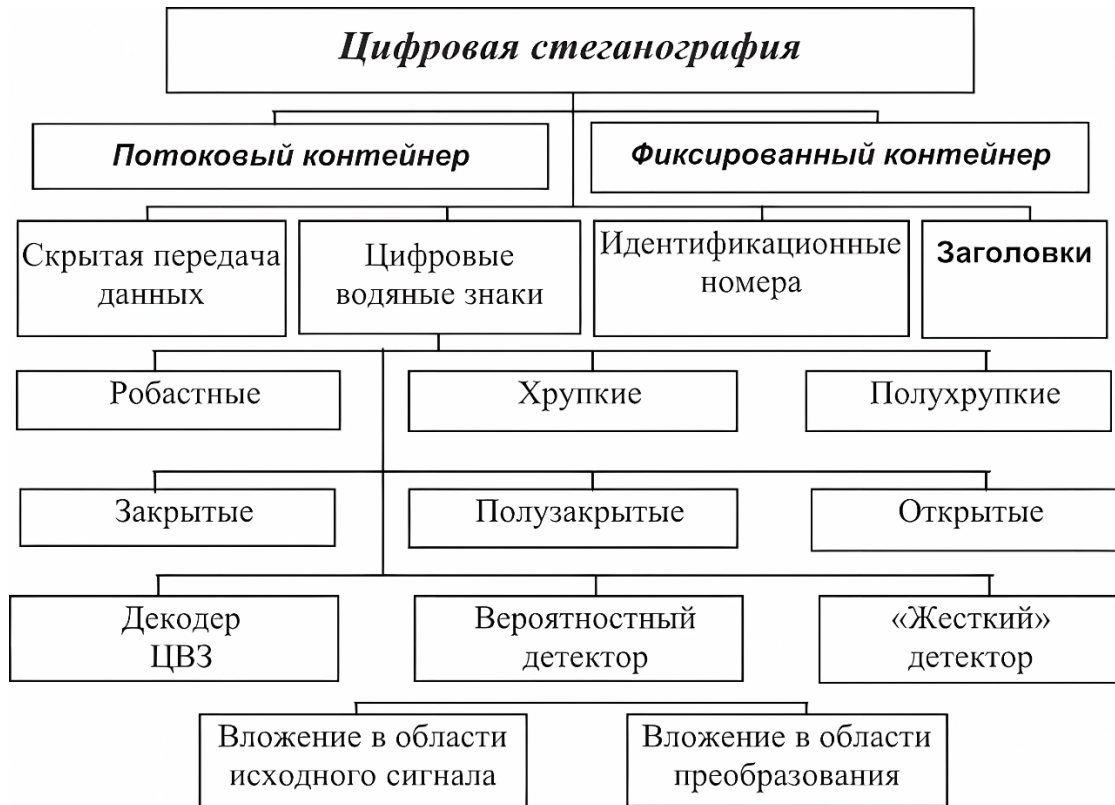 Цифровая стеганография
Потоковый контейнер
Фиксированный контейнер
Скрытая передача
данных
Цифровые
водяные знаки
Идентификационные
номера
Заголовки
Робастные
Хрупкие
Полухрупкие
Закрытые
Полузакрытые
Открытые
Декодер
ЦВЗ
Вероятностный
детектор
«Жесткий»
детектор
Вложение в области
исходного сигнала
Вложение в области
преобразования